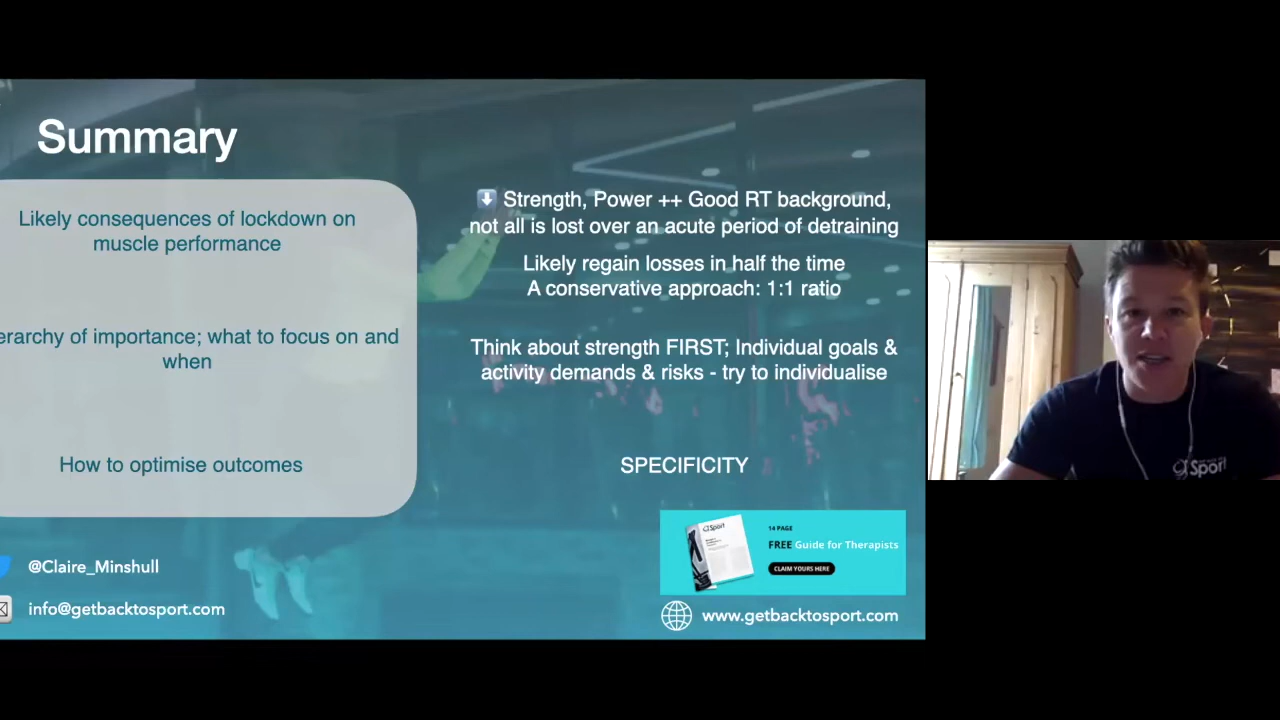 Summary
Likely consequences of lockdown on
muscle performance
erarchy of importance; what to focus on and
when
How to optimise outcomes
@Claire_Minshull
info@getbacktosport.com
Strength, Power ++ Good RT background,
not all is lost over an acute period of detraining
Likely regain losses in half the time
A conservative approach: 1:1 ratio
Think about strength FIRST; Individual goals &
activity demands & risks - try to individualise
SPECIFICITY
Sport
14 PAGE
FREE Guide for Therapists
CLAIM YOURS HERE
www.getbacktosport.com
Sport